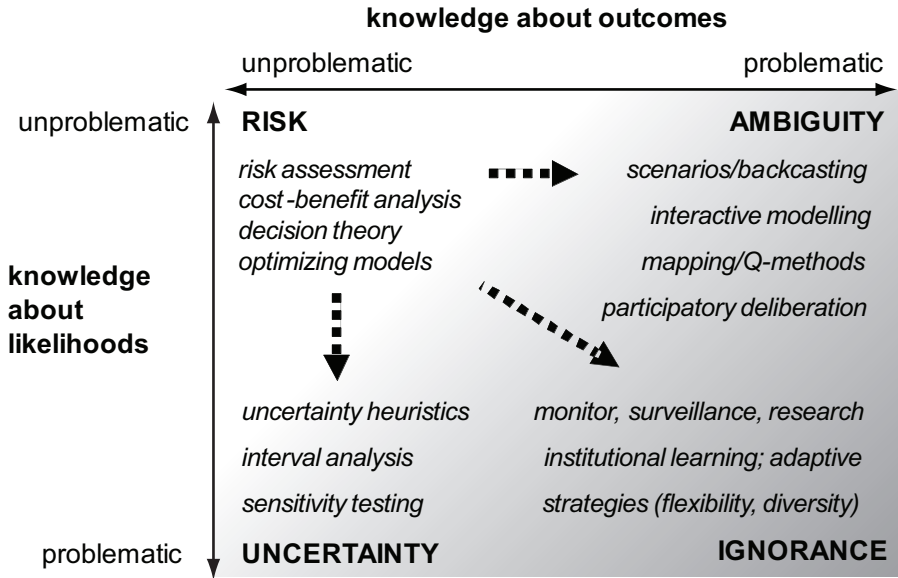 knowledge about outcomes
unproblematic
problematic
unproblematic
RISK
AMBIGUITY
risk assessment
cost-benefit analysis
decision theory
optimizing models
scenarios/backcasting
interactive modelling
mapping/Q-methods
participatory deliberation
knowledge
about
likelihoods
uncertainty heuristics
interval analysis
sensitivity testing
monitor, surveillance, research
institutional learning; adaptive
strategies (flexibility, diversity)
problematic
UNCERTAINTY
IGNORANCE